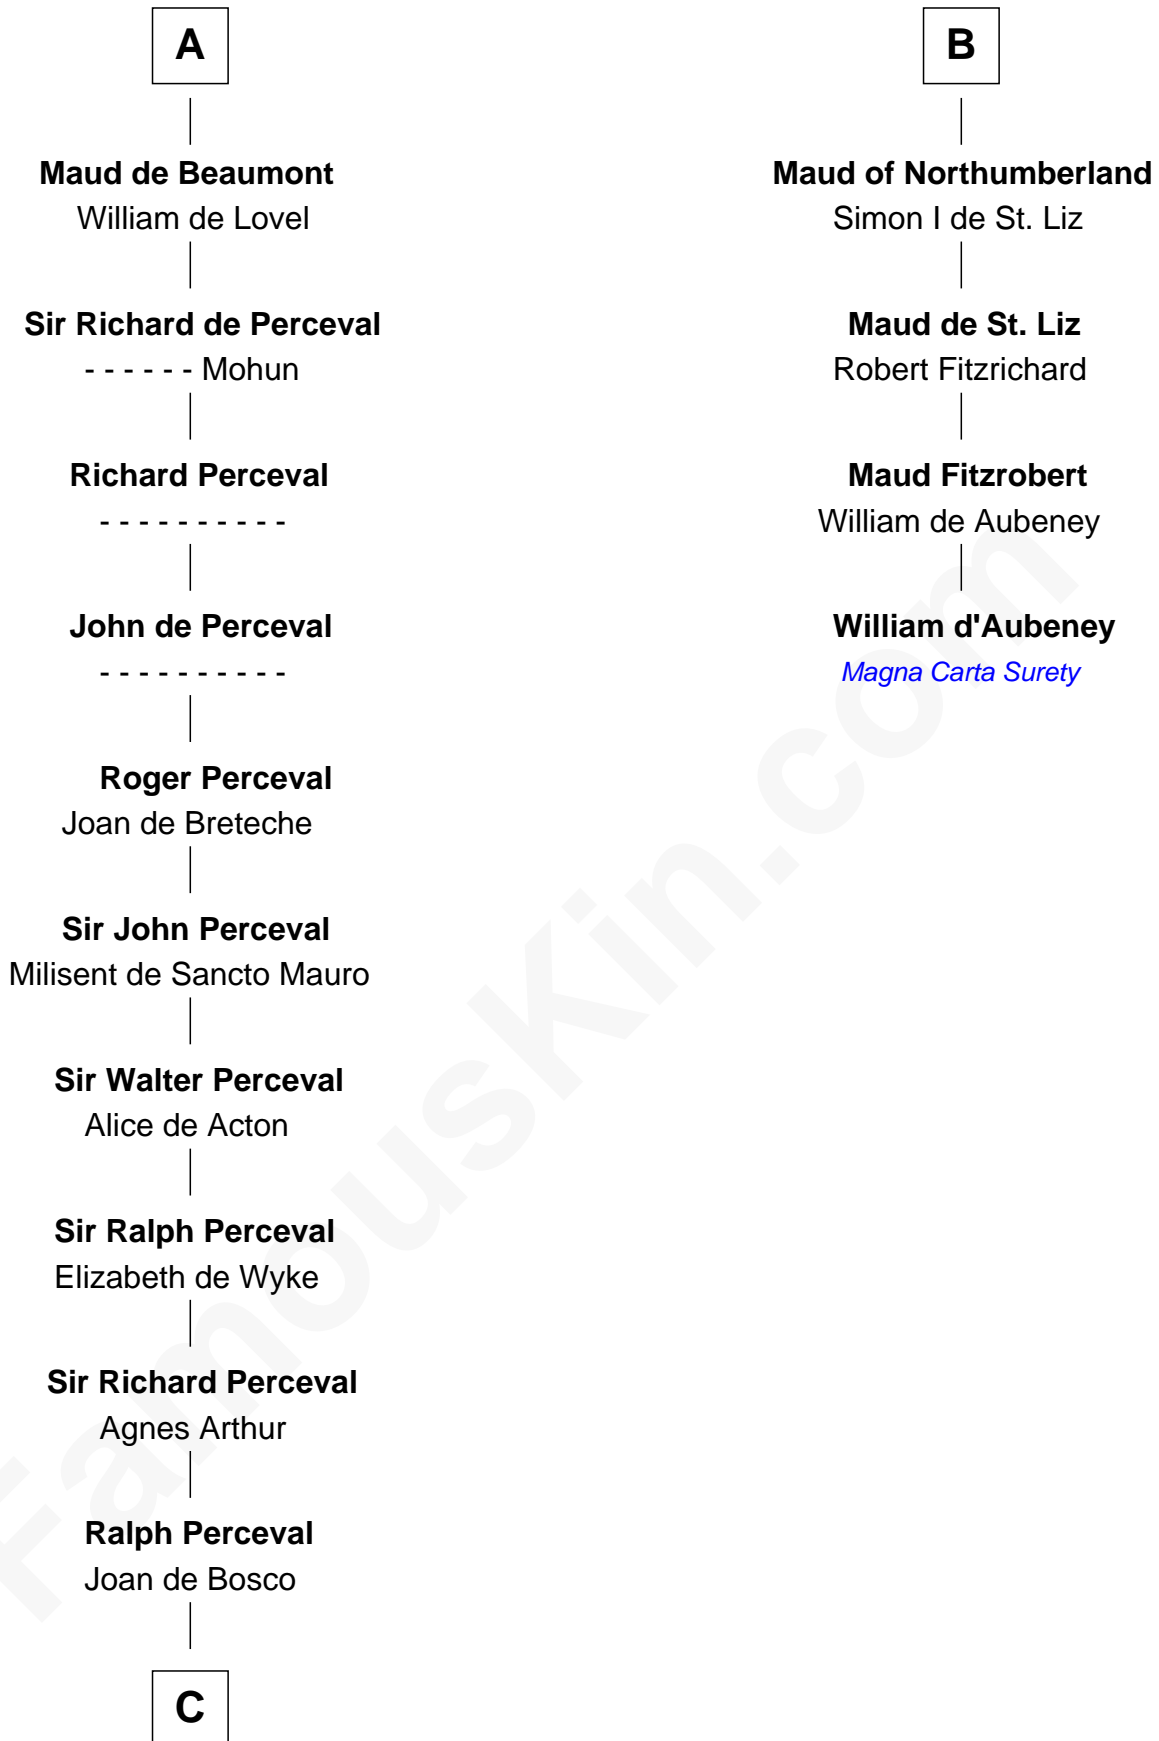 A
Maud de Beaumont
William de Lovel
Sir Richard de Perceval
- - - - - - Mohun
Richard Perceval
- - - - - - - - - -
John de Perceval
- - - - - - - - - -
Roger Perceval
Joan de Breteche
Sir John Perceval
Milisent de Sancto Mauro
Sir Walter Perceval
Alice de Acton
Sir Ralph Perceval
Elizabeth de Wyke
Sir Richard Perceval
Agnes Arthur
Ralph Perceval
Joan de Bosco
C
B
Maud of Northumberland
Simon I de St. Liz
Maud de St. Liz
Robert Fitzrichard
Maud Fitzrobert
William de Aubeney
William d'Aubeney
Magna Carta Surety
FamousKin.com